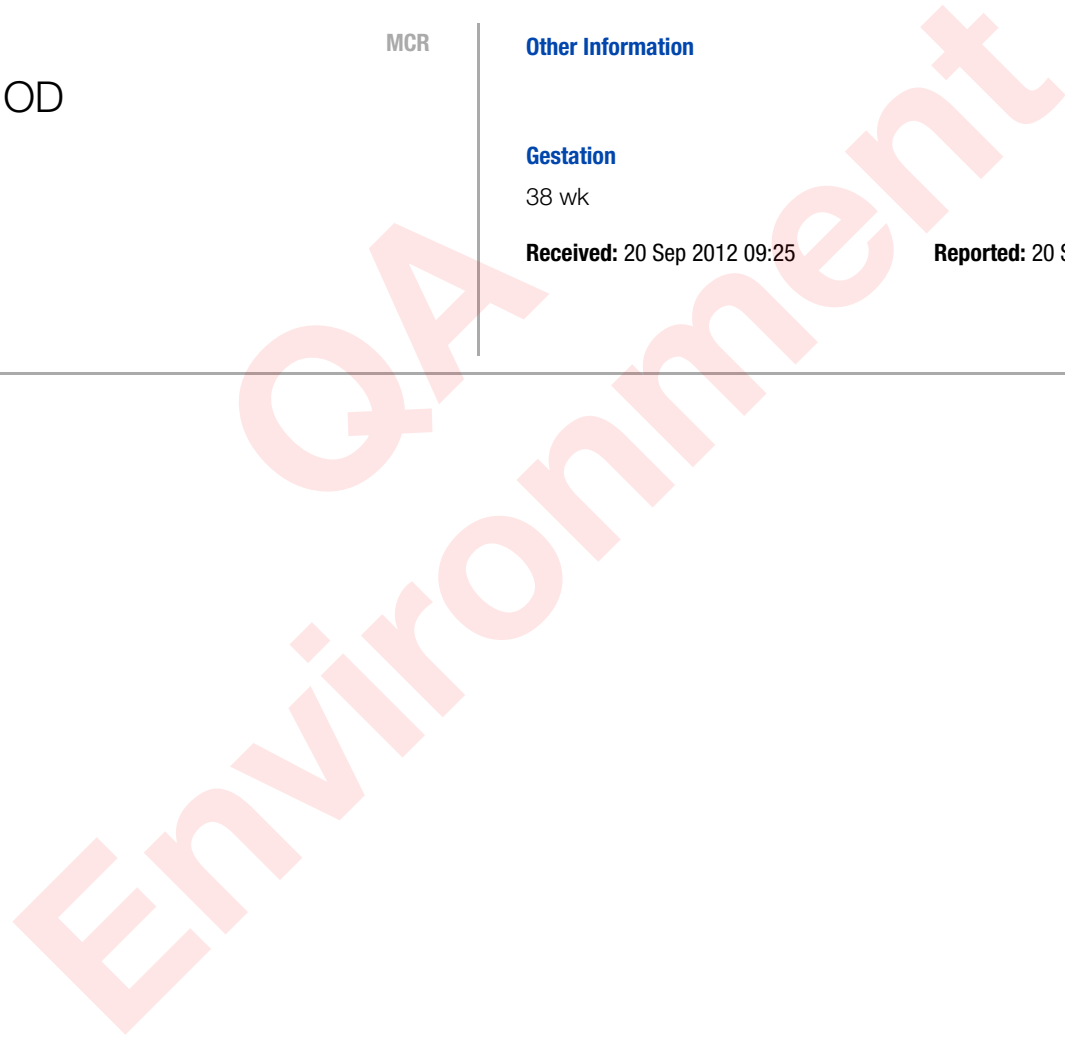 MCR
OD
Other Information
Gestation
38 wk
Received: 20 Sep 2012 09:25 Reported: 20 S
QA
Environment